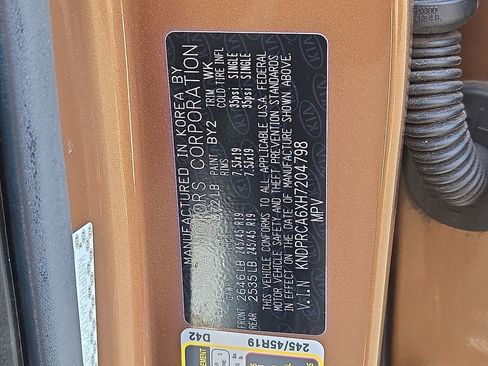 MANUFACTURED IN KOREA BY
KIA MOTORS CORPORATION
PAINT BY2 TRIM WK
RIMS COLD TIRE INFL
FRONT 2646LB 245/45 R19 7.5JX19 35psi SINGLE
REAR 2535LB 245/45 R19 7.5JX19 35psi SINGLE
THIS VEHICLE CONFORMS TO ALL APPLICABLE U.S.A. FEDERAL
MOTOR VEHICLE SAFETY AND THEFT PREVENTION STANDARDS
IN EFFECT ON THE DATE OF MANUFACTURE SHOWN ABOVE.
V.I.N KNDPRCA6XH7204798
MPV
D42
245/45R19